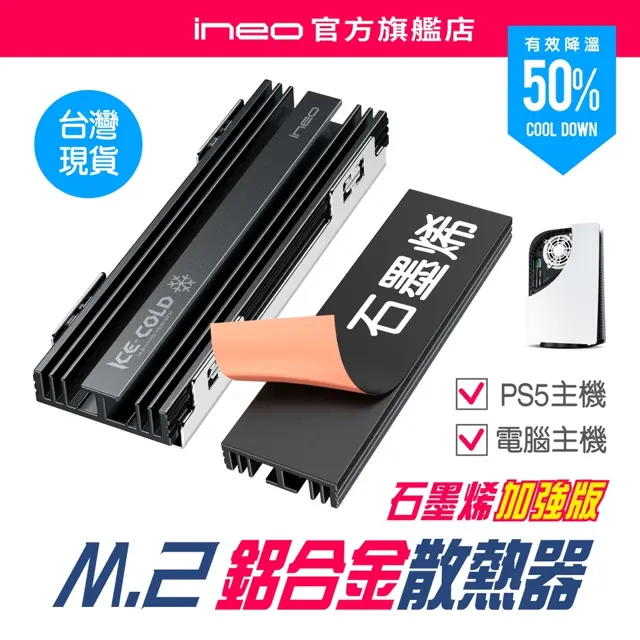 ineo 官方旗艦店
有效降溫
50%
COOL DOWN
台灣
現貨
ineo
ICE-COLD
石墨烯
PS5主機
電腦主機
石墨烯加強版
M.2 鋁合金散熱器